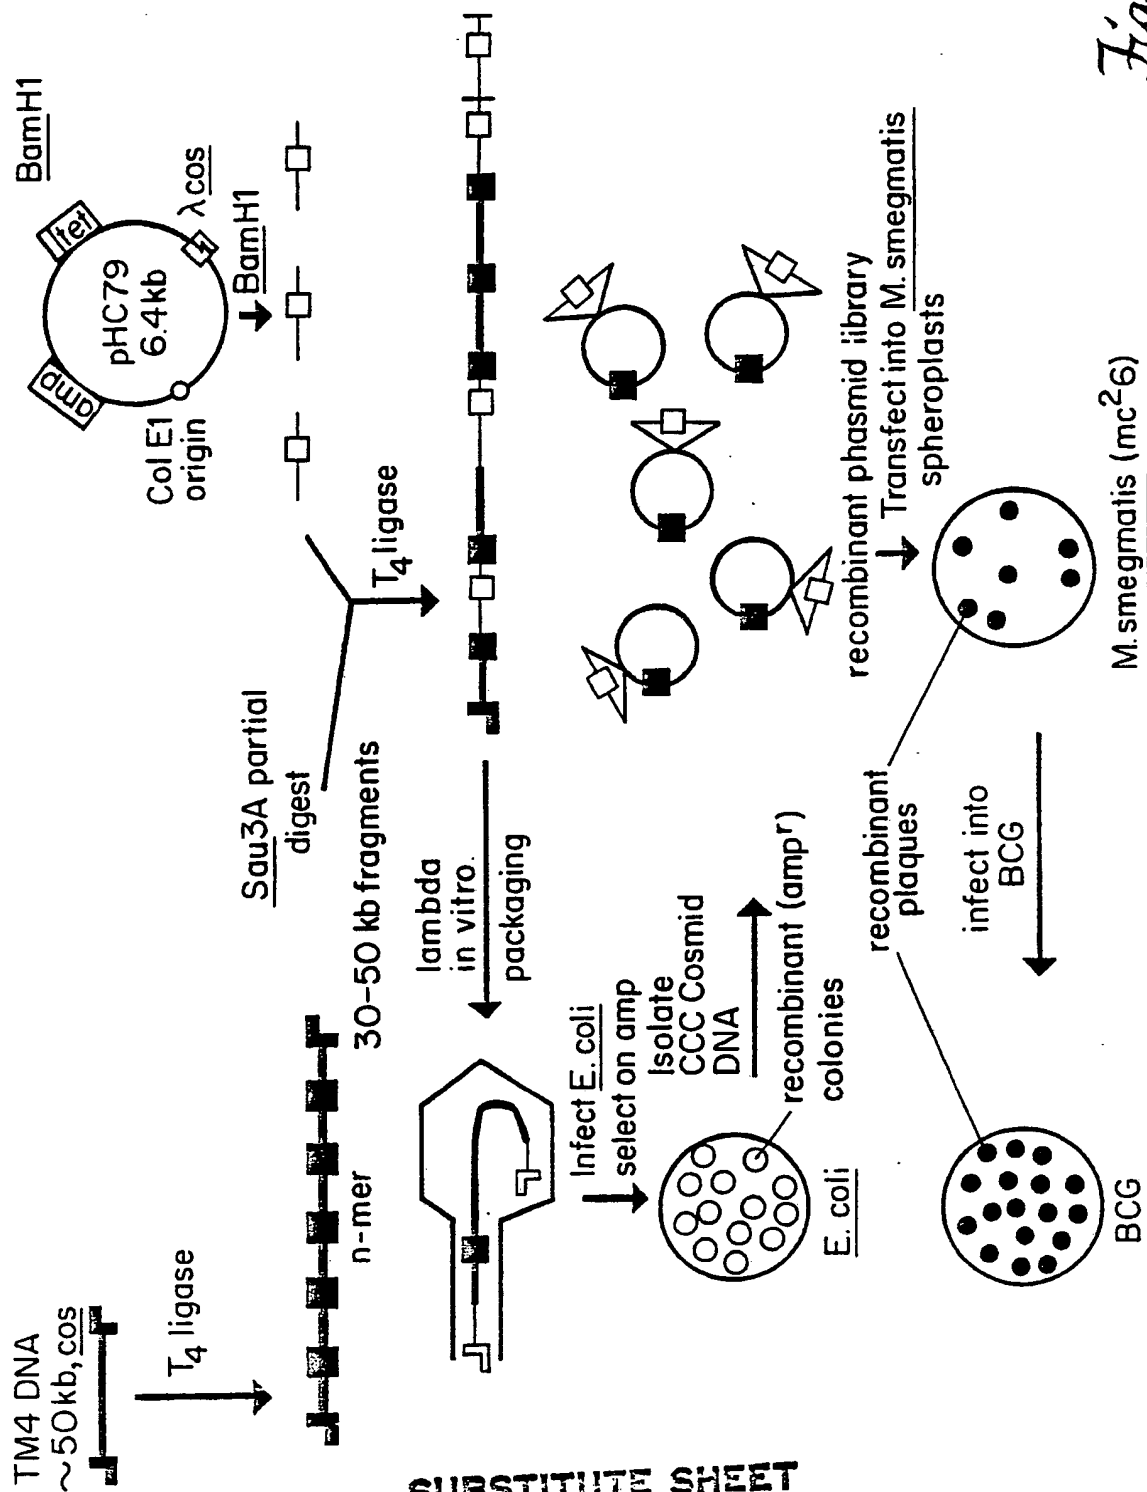 TM4 DNA
~50kb, cos
T4 ligase
n-mer
30-50 kb fragments
Sau3A partial
digest
BamH1
amp
tet
pHC79
6.4kb
λcos
Col E1
origin
BamH1
T4 ligase
lambda
in vitro.
packaging
Infect E. coli
select on amp
Isolate
CCC Cosmid
DNA
recombinant (ampr)
colonies
E. coli
recombinant phasmid library
Transfect into M. smegmatis
spheroplasts
recombinant
plaques
infect into
BCG
BCG
M. smegmatis (mc26)
SUBSTITUTE SHEET